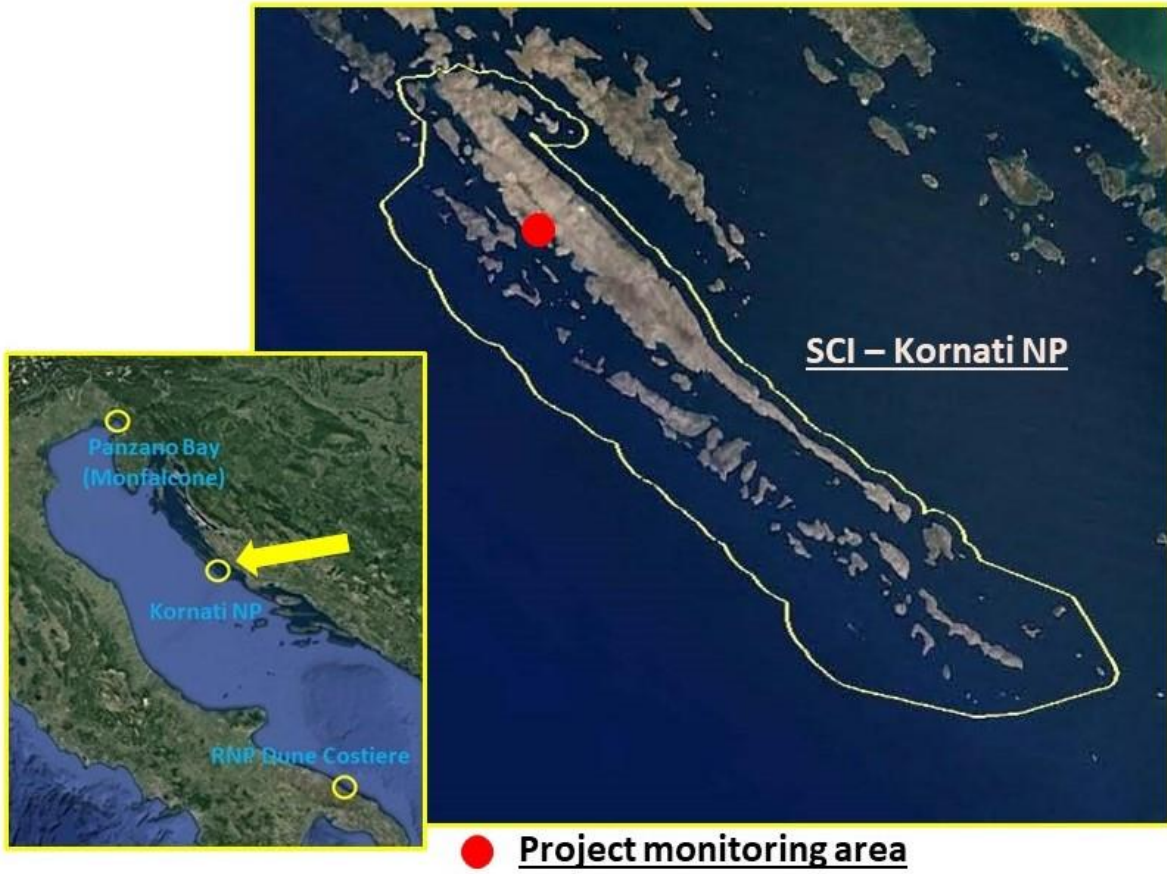 SCI – Kornati NP
Panzano Bay
(Monfalcone)
Kornati NP
RNP Dune Costiere
Project monitoring area